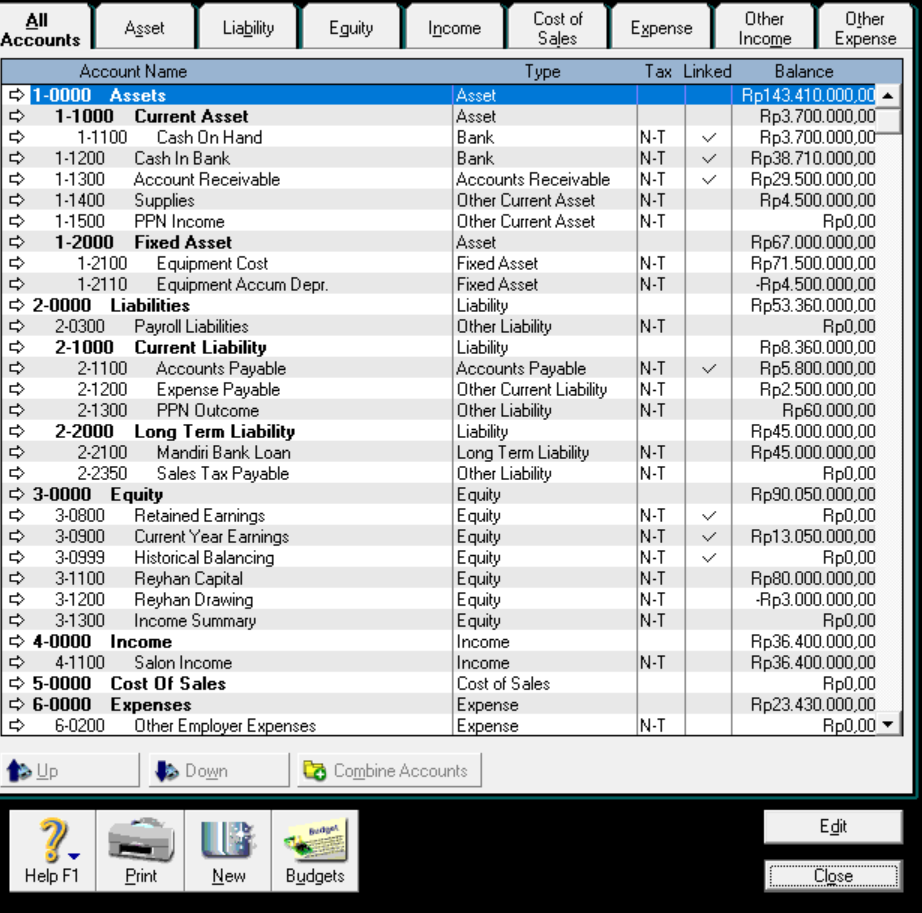 All Accounts
Asset
Liability
Equity
Income
Cost of Sales
Expense
Other Income
Other Expense
Account Name Type Tax Linked Balance
1-0000 Assets Asset Rp143.410.000,00
1-1000 Current Asset Asset Rp3.700.000,00
1-1100 Cash On Hand Bank N-T Rp3.700.000,00
1-1200 Cash In Bank Bank N-T Rp38.710.000,00
1-1300 Account Receivable Accounts Receivable N-T Rp29.500.000,00
1-1400 Supplies Other Current Asset N-T Rp4.500.000,00
1-1500 PPN Income Other Current Asset N-T Rp0,00
1-2000 Fixed Asset Asset Rp67.000.000,00
1-2100 Equipment Cost Fixed Asset N-T Rp71.500.000,00
1-2110 Equipment Accum Depr. Fixed Asset N-T -Rp4.500.000,00
2-0000 Liabilities Liability Rp53.360.000,00
2-0300 Payroll Liabilities Other Liability N-T Rp0,00
2-1000 Current Liability Liability Rp8.360.000,00
2-1100 Accounts Payable Accounts Payable N-T Rp5.800.000,00
2-1200 Expense Payable Other Current Liability N-T Rp2.500.000,00
2-1300 PPN Outcome Other Liability N-T Rp60.000,00
2-2000 Long Term Liability Liability Rp45.000.000,00
2-2100 Mandiri Bank Loan Long Term Liability N-T Rp45.000.000,00
2-2350 Sales Tax Payable Other Liability N-T Rp0,00
3-0000 Equity Equity Rp90.050.000,00
3-0800 Retained Earnings Equity N-T Rp0,00
3-0900 Current Year Earnings Equity N-T Rp13.050.000,00
3-0999 Historical Balancing Equity N-T Rp0,00
3-1100 Reyhan Capital Equity N-T Rp80.000.000,00
3-1200 Reyhan Drawing Equity N-T -Rp3.000.000,00
3-1300 Income Summary Equity N-T Rp0,00
4-0000 Income Income Rp36.400.000,00
4-1100 Salon Income Income N-T Rp36.400.000,00
5-0000 Cost Of Sales Cost of Sales Rp0,00
6-0000 Expenses Expense Rp23.430.000,00
6-0200 Other Employer Expenses Expense N-T Rp0,00
Up
Down
Combine Accounts
Budget
Help F1
Print
New
Budgets
Edit
Close